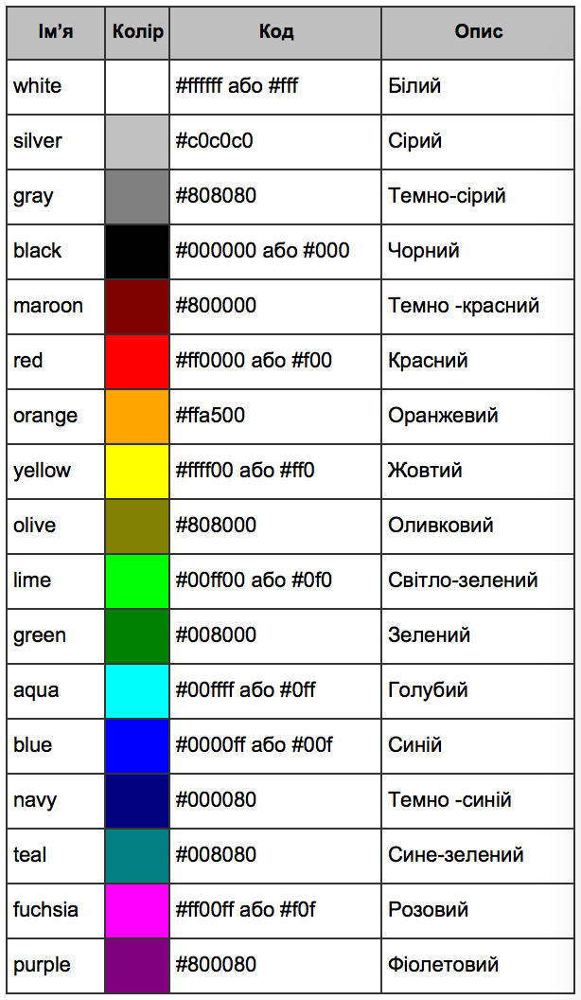 Ім’я Колір Код Опис
white #ffffff або #fff Білий
silver #c0c0c0 Сірий
gray #808080 Темно-сірий
black #000000 або #000 Чорний
maroon #800000 Темно -красний
red #ff0000 або #f00 Красний
orange #ffa500 Оранжевий
yellow #ffff00 або #ff0 Жовтий
olive #808000 Оливковий
lime #00ff00 або #0f0 Світло-зелений
green #008000 Зелений
aqua #00ffff або #0ff Голубий
blue #0000ff або #00f Синій
navy #000080 Темно -синій
teal #008080 Сине-зелений
fuchsia #ff00ff або #f0f Розовий
purple #800080 Фіолетовий